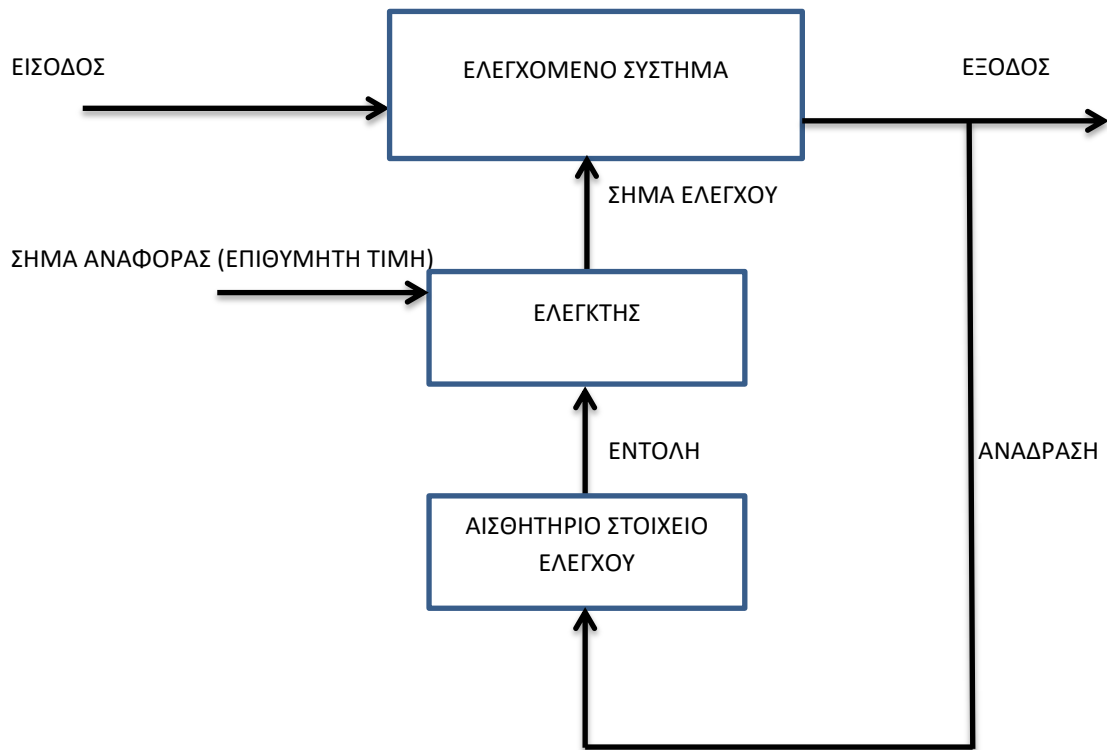 ΕΙΣΟΔΟΣ
ΕΛΕΓΧΟΜΕΝΟ ΣΥΣΤΗΜΑ
ΕΞΟΔΟΣ
ΣΗΜΑ ΕΛΕΓΧΟΥ
ΣΗΜΑ ΑΝΑΦΟΡΑΣ (ΕΠΙΘΥΜΗΤΗ ΤΙΜΗ)
ΕΛΕΓΚΤΗΣ
ΕΝΤΟΛΗ
ΑΝΑΔΡΑΣΗ
ΑΙΣΘΗΤΗΡΙΟ ΣΤΟΙΧΕΙΟ
ΕΛΕΓΧΟΥ